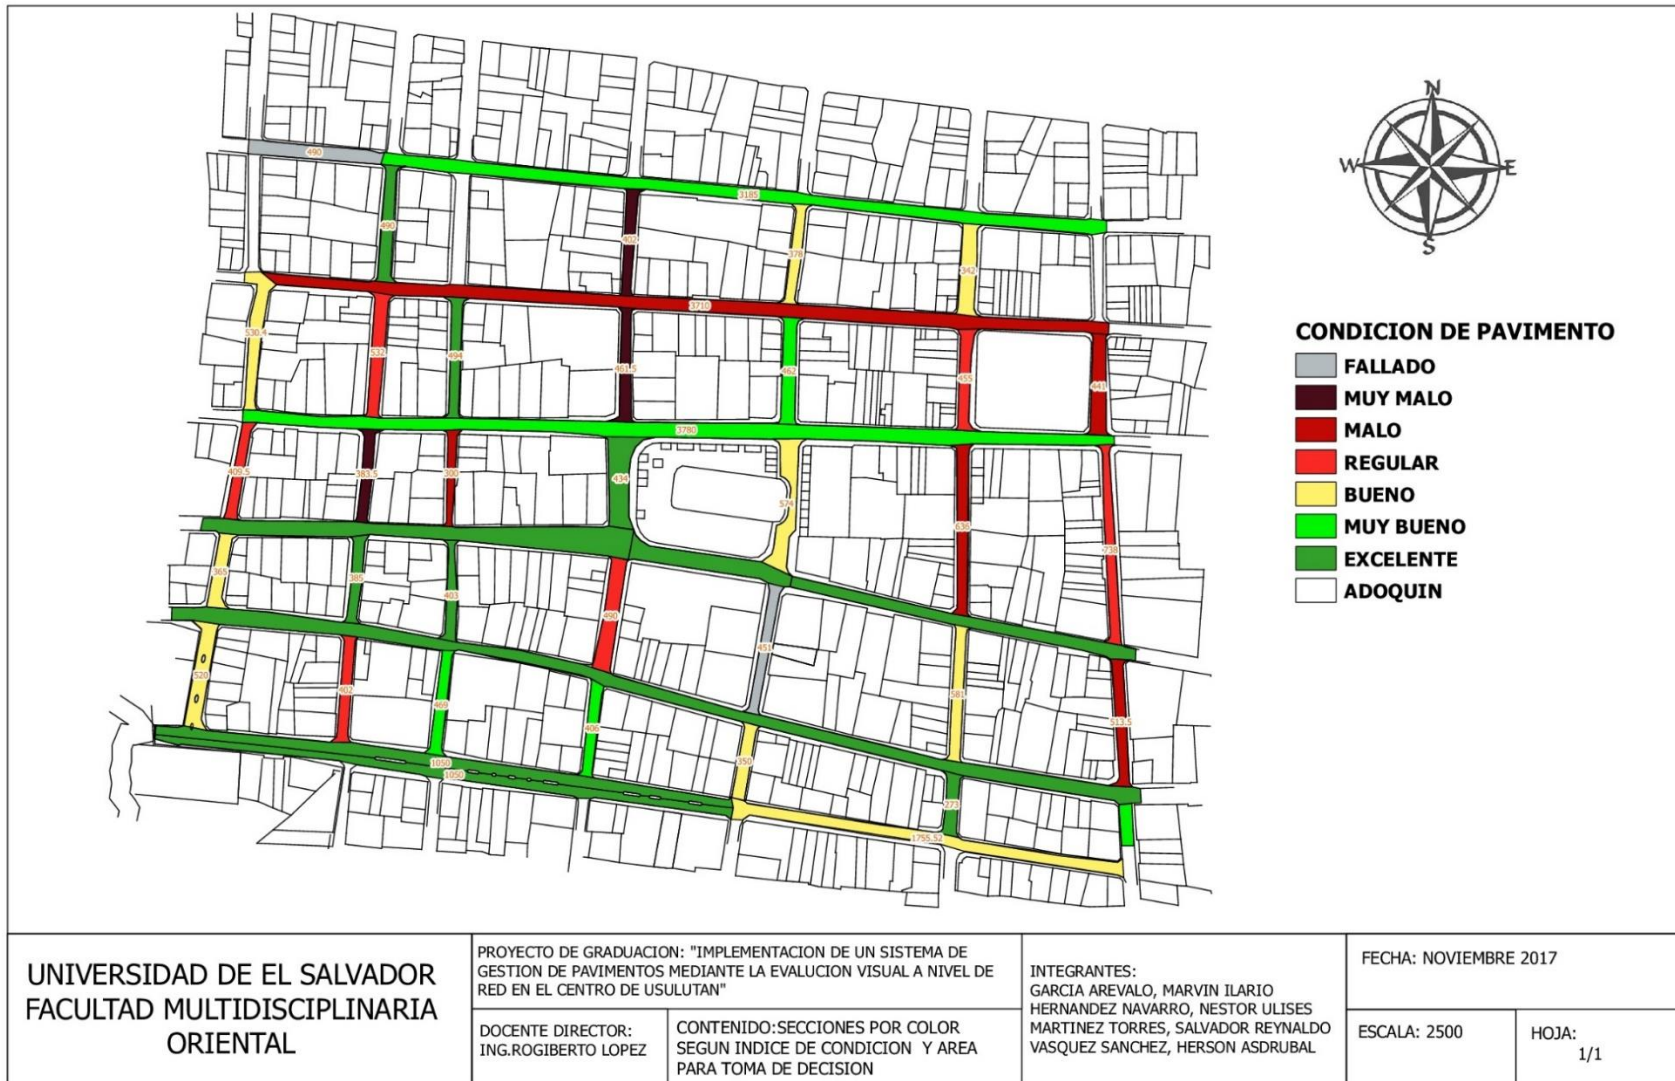 N
W
E
S
490
3185
490
402
378
342
3710
530.4
532
494
461.5
462
455
441
3780
409.5
383.5
300
434
574
636
738
365
385
403
490
451
581
513.5
520
402
469
406
350
273
1050
1050
1755.52
CONDICION DE PAVIMENTO
FALLADO
MUY MALO
MALO
REGULAR
BUENO
MUY BUENO
EXCELENTE
ADOQUIN
UNIVERSIDAD DE EL SALVADOR
FACULTAD MULTIDISCIPLINARIA
ORIENTAL
PROYECTO DE GRADUACION: "IMPLEMENTACION DE UN SISTEMA DE
GESTION DE PAVIMENTOS MEDIANTE LA EVALUCION VISUAL A NIVEL DE
RED EN EL CENTRO DE USULUTAN"
DOCENTE DIRECTOR:
ING.ROGIBERTO LOPEZ
CONTENIDO:SECCIONES POR COLOR
SEGUN INDICE DE CONDICION Y AREA
PARA TOMA DE DECISION
INTEGRANTES:
GARCIA AREVALO, MARVIN ILARIO
HERNANDEZ NAVARRO, NESTOR ULISES
MARTINEZ TORRES, SALVADOR REYNALDO
VASQUEZ SANCHEZ, HERSON ASDRUBAL
FECHA: NOVIEMBRE 2017
ESCALA: 2500
HOJA:
1/1